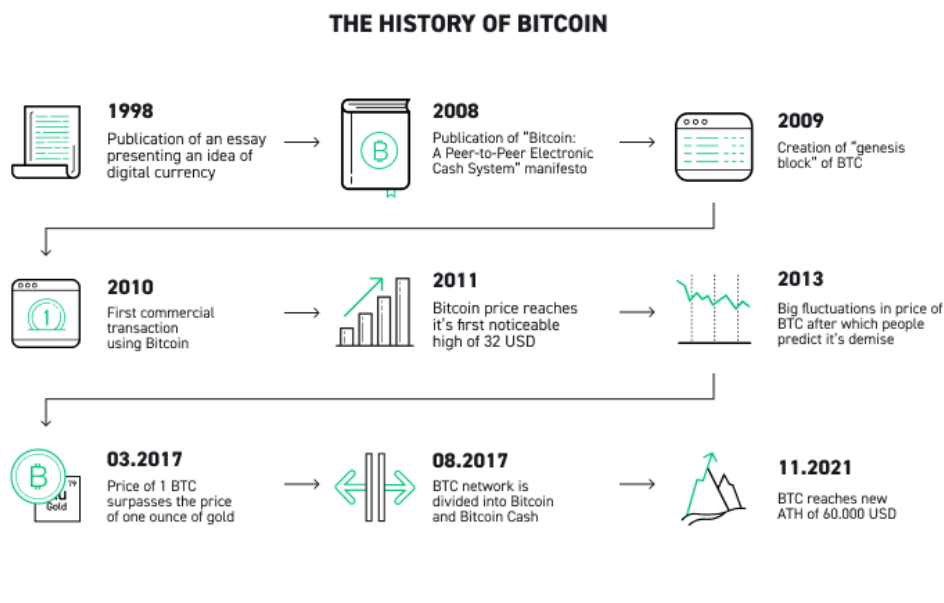 THE HISTORY OF BITCOIN
1998
Publication of an essay
presenting an idea of
digital currency
2008
Publication of "Bitcoin:
A Peer-to-Peer Electronic
Cash System" manifesto
2009
Creation of "genesis
block" of BTC
2010
First commercial
transaction
using Bitcoin
2011
Bitcoin price reaches
it's first noticeable
high of 32 USD
2013
Big fluctuations in price of
BTC after which people
predict it's demise
03.2017
Price of 1 BTC
surpasses the price
of one ounce of gold
79
Gold
08.2017
BTC network is
divided into Bitcoin
and Bitcoin Cash
11.2021
BTC reaches new
ATH of 60.000 USD
1